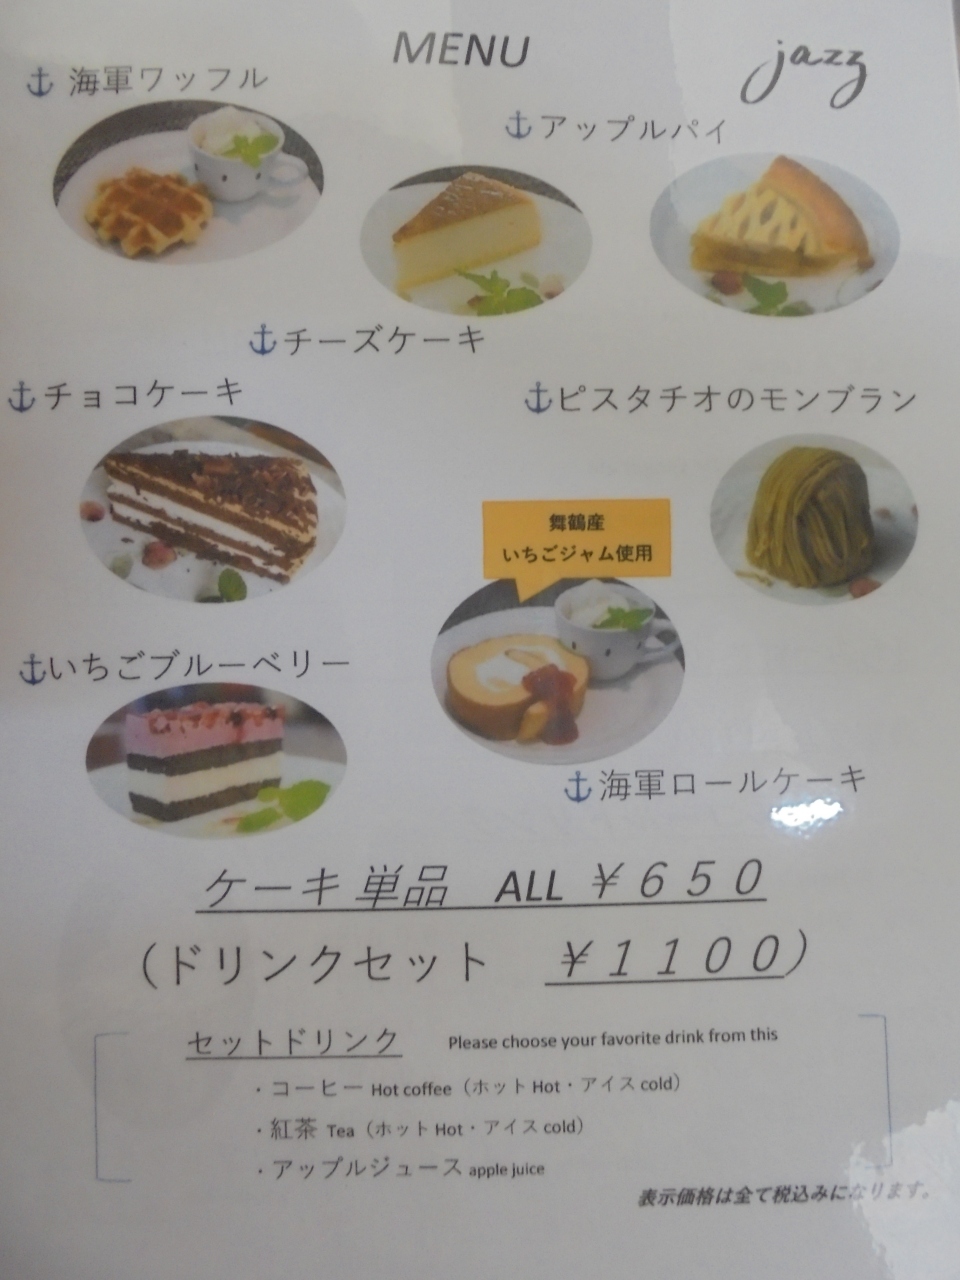 MENU
jazz
海軍ワッフル
アップルパイ
チーズケーキ
チョコケーキ
ピスタチオのモンブラン
舞鶴産
いちごジャム使用
いちごブルーベリー
海軍ロールケーキ
ケーキ単品 ALL ￥６５０
（ドリンクセット ￥１１００）
セットドリンク Please choose your favorite drink from this
・コーヒー Hot coffee（ホット Hot・アイス cold）
・紅茶 Tea（ホット Hot・アイス cold）
・アップルジュース apple juice
表示価格は全て税込みになります。